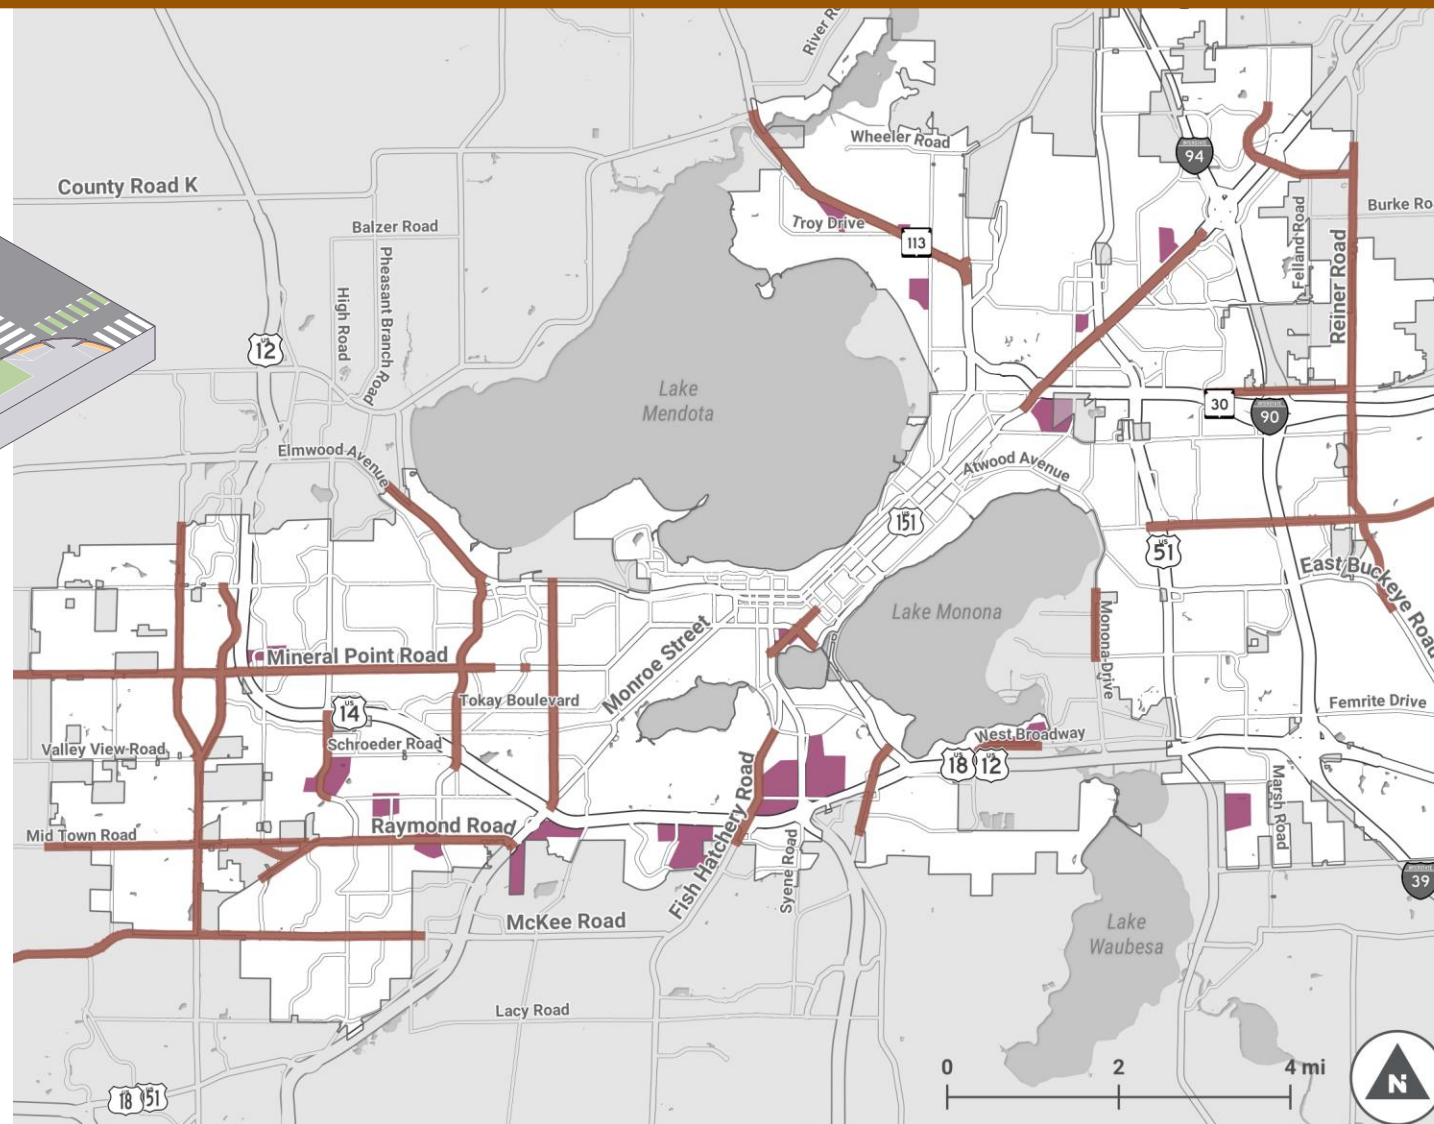 River R
Wheeler Road
94
County Road K
Troy Drive
113
Burke Ro
Balzer Road
Felland Road
Reiner Road
Pheasant Branch Road
High Road
US
12
Lake
Mendota
30
90
Elmwood Avenue
Atwood Avenue
US
151
US
51
East Buckeye Road
Lake Monona
Monona Drive
Monroe Street
Mineral Point Road
US
14
Tokay Boulevard
Femrite Drive
Valley View Road
Schroeder Road
West Broadway
18
12
Marsh Road
Mid Town Road
Raymond Road
Fish Hatchery Road
Syene Road
39
McKee Road
Lake
Waubesa
Lacy Road
0 2 4 mi
N
18 51